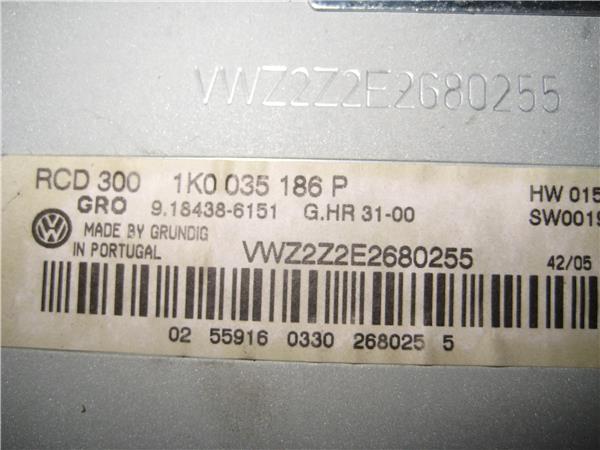 VWZ2Z2E2680255
RCD 300 1K0 035 186 P HW 015
GRO 9.18438-6151 G.HR 31-00 SW0019
MADE BY GRUNDIG
IN PORTUGAL VWZ2Z2E2680255 42/05
02 55916 0330 268025 5